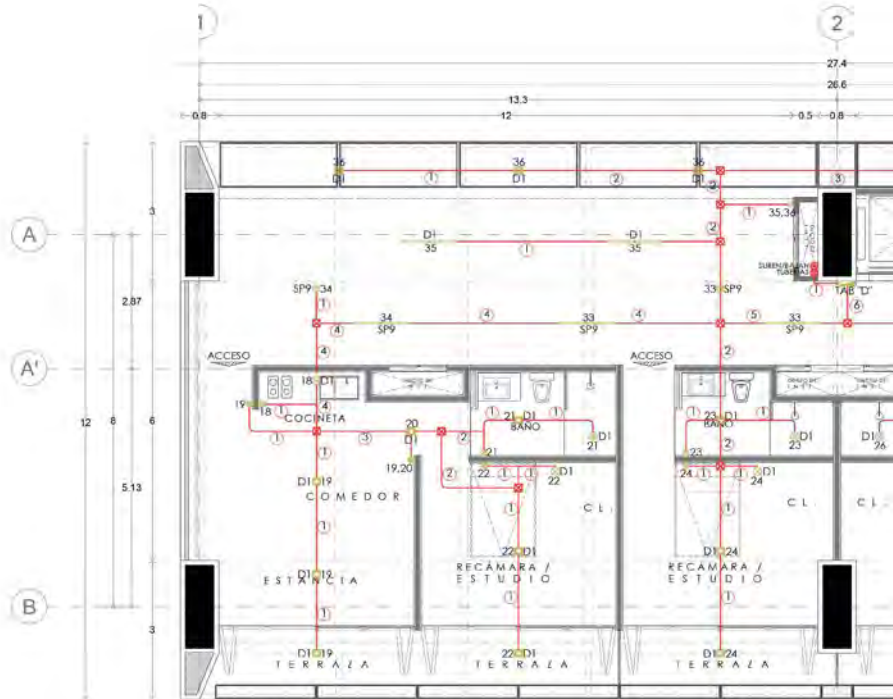 1
2
27.4
26.6
13.3
0.8
12
0.5
0.8
36
36
36
D1
1
D1
2
D1
2
3
3
1
35,36
2
A
D1
D1
35
1
35
SUBEN/BAJAN
TUBERIAS
1
TAB "D"
SP9
34
33
SP9
2.87
1
6
34
33
33
4
4
4
5
SP9
SP9
SP9
4
2
ACCESO
ACCESO
A'
18
D1
L
19
18
1
4
COCINETA
20
21
D1
23
D1
1
1
1
1
BAÑO
BAÑO
12
6
6
1
5
D1
2
21
D1
2
23
D1
D1
26
19,20
21
22
1
1
D1
22
23
24
1
1
D1
24
5.13
1
2
D1
19
COMEDOR
1
1
CL.
CL.
1
22
D1
D1
24
RECÁMARA /
ESTUDIO
RECÁMARA /
ESTUDIO
D1
19
ESTANCIA
B
1
1
1
3
D1
19
22
D1
D1
24
TERRAZA
TERRAZA
TERRAZA